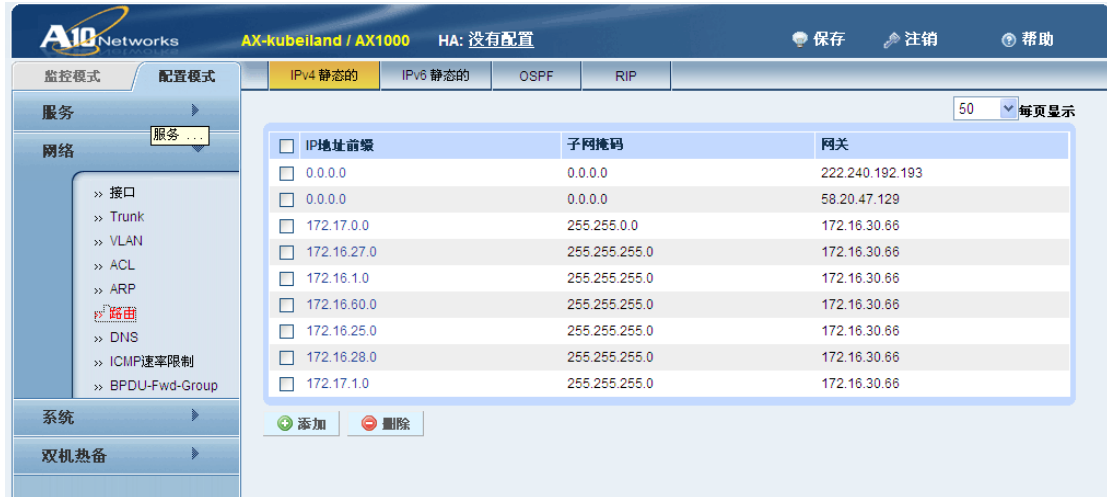 A10 Networks AX-kubeiland / AX1000 HA: 没有配置 保存 注销 帮助
监控模式 配置模式 IPv4 静态的 IPv6 静态的 OSPF RIP
服务
服务 ...
50 每页显示
网络
接口
Trunk
VLAN
ACL
ARP
路由
DNS
ICMP速率限制
BPDU-Fwd-Group
系统
双机热备
IP地址前缀 子网掩码 网关
0.0.0.0 0.0.0.0 222.240.192.193
0.0.0.0 0.0.0.0 58.20.47.129
172.17.0.0 255.255.0.0 172.16.30.66
172.16.27.0 255.255.255.0 172.16.30.66
172.16.1.0 255.255.255.0 172.16.30.66
172.16.60.0 255.255.255.0 172.16.30.66
172.16.25.0 255.255.255.0 172.16.30.66
172.16.28.0 255.255.255.0 172.16.30.66
172.17.1.0 255.255.255.0 172.16.30.66
添加 删除